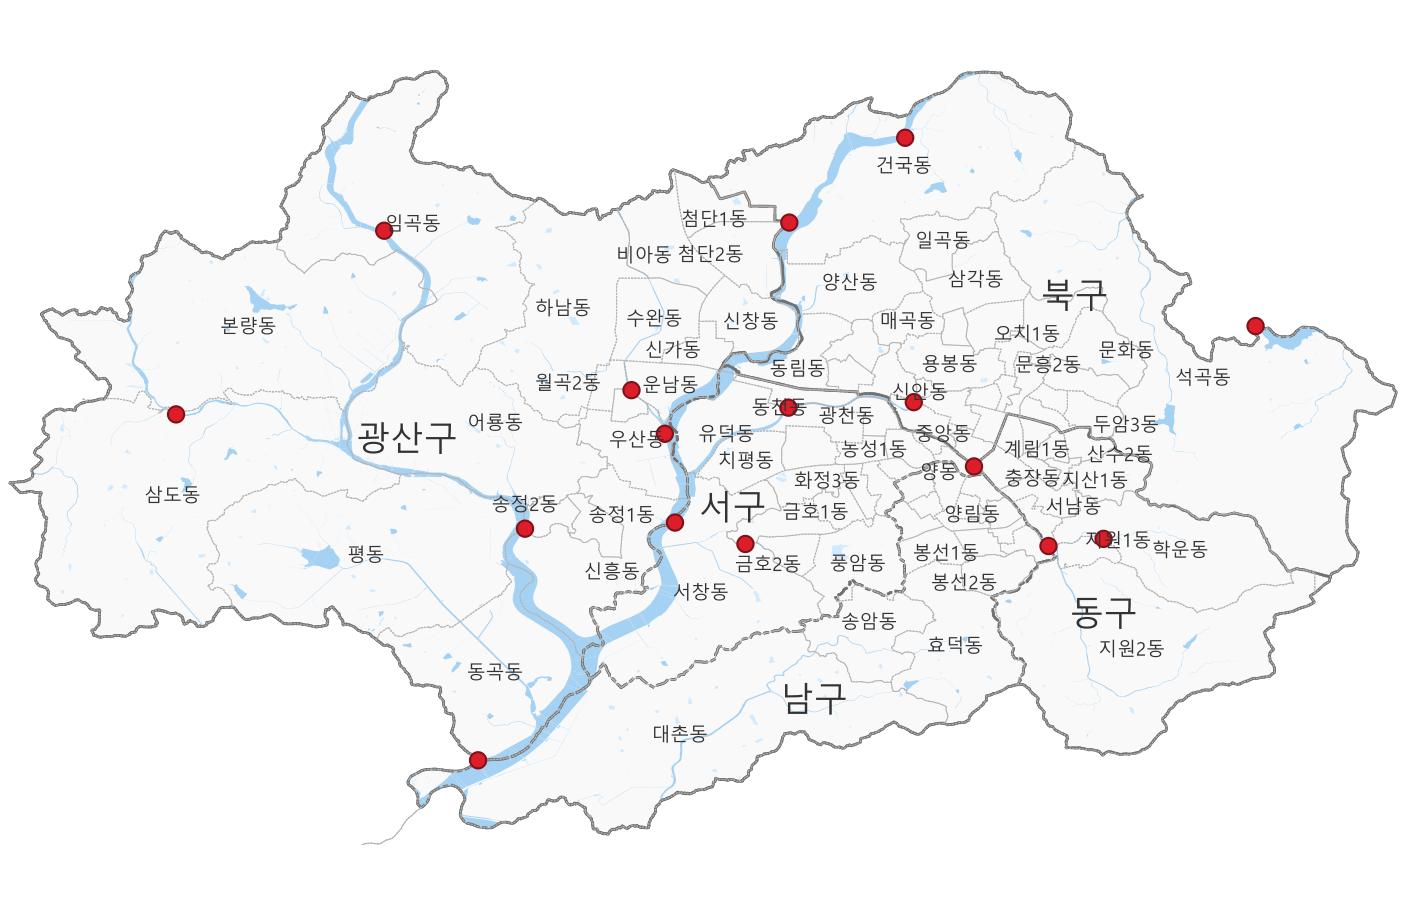 건국동
첨단1동
임곡동
일곡동
비아동
첨단2동
삼각동
양산동
북구
하남동
수완동
신창동
매곡동
본량동
오치1동
신가동
문화동
용봉동
문흥2동
동림동
석곡동
월곡2동
운남동
신안동
동천동
광천동
어룡동
두암3동
광산구
우산동
유덕동
중앙동
농성1동
계림1동
산수2동
치평동
양동
화정3동
충장동
지산1동
삼도동
송정2동
서구
서남동
송정1동
금호1동
양림동
지원1동
학운동
평동
봉선1동
금호2동
풍암동
신흥동
봉선2동
서창동
동구
송암동
효덕동
지원2동
동곡동
남구
대촌동